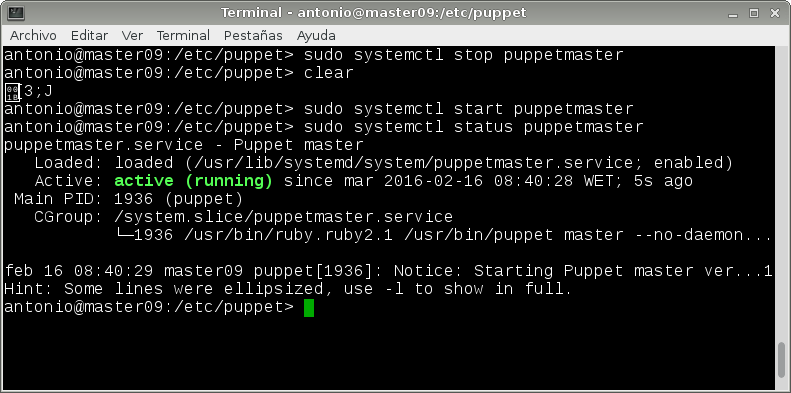 Terminal - antonio@master09:/etc/puppet
Archivo Editar Ver Terminal Pestañas Ayuda
antonio@master09:/etc/puppet> sudo systemctl stop puppetmaster
antonio@master09:/etc/puppet> clear
[3;J
antonio@master09:/etc/puppet> sudo systemctl start puppetmaster
antonio@master09:/etc/puppet> sudo systemctl status puppetmaster
puppetmaster.service - Puppet master
   Loaded: loaded (/usr/lib/systemd/system/puppetmaster.service; enabled)
   Active: active (running) since mar 2016-02-16 08:40:28 WET; 5s ago
 Main PID: 1936 (puppet)
   CGroup: /system.slice/puppetmaster.service
           └─1936 /usr/bin/ruby.ruby2.1 /usr/bin/puppet master --no-daemon...
feb 16 08:40:29 master09 puppet[1936]: Notice: Starting Puppet master ver...1
Hint: Some lines were ellipsized, use -l to show in full.
antonio@master09:/etc/puppet>